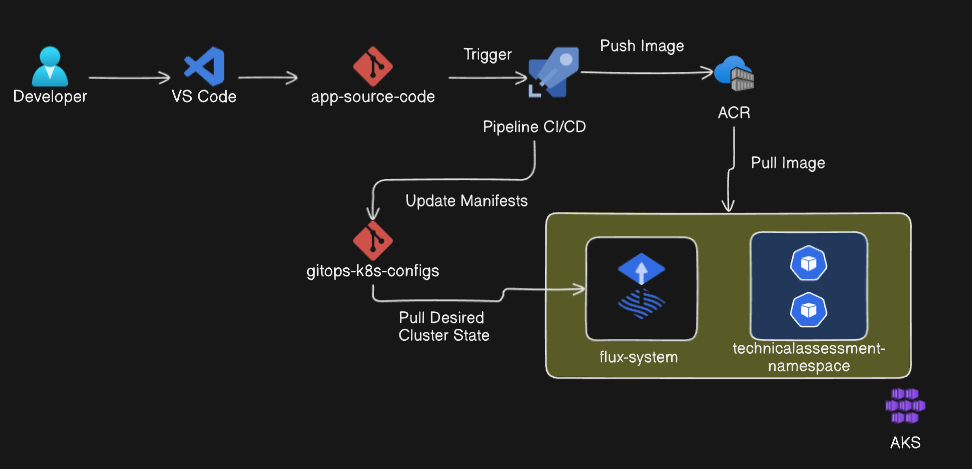 Trigger
Push Image
Developer
VS Code
app-source-code
Pipeline CI/CD
ACR
Pull Image
Update Manifests
gitops-k8s-configs
Pull Desired
Cluster State
flux-system
technicalassessment-
namespace
AKS